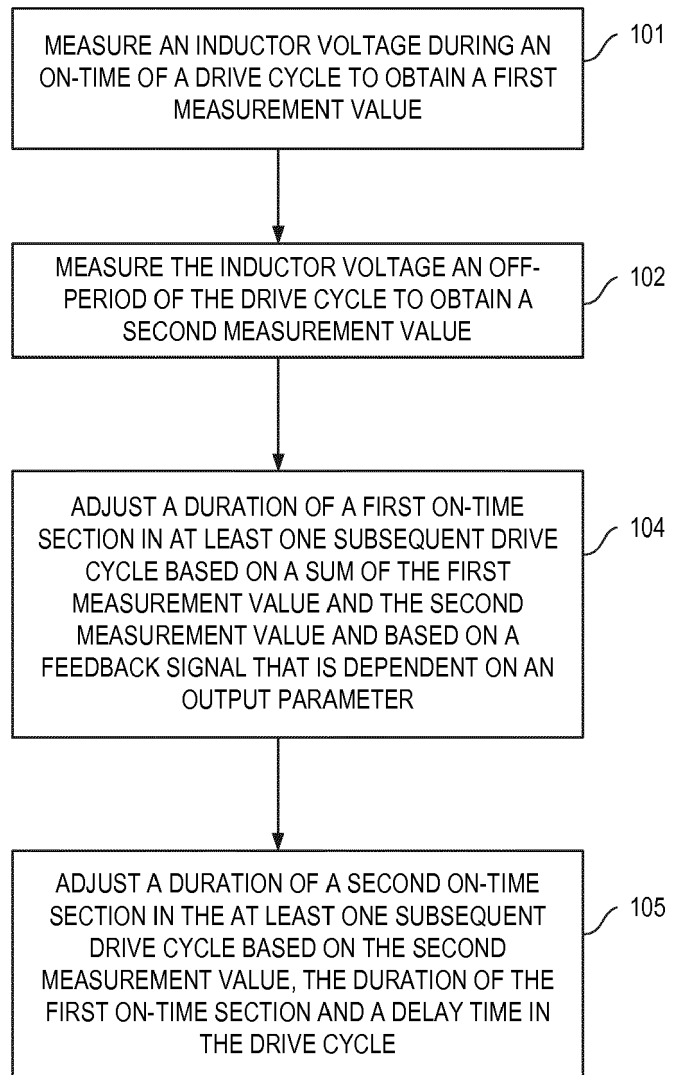 MEASURE AN INDUCTOR VOLTAGE DURING AN
ON-TIME OF A DRIVE CYCLE TO OBTAIN A FIRST
MEASUREMENT VALUE
101
MEASURE THE INDUCTOR VOLTAGE AN OFF-
PERIOD OF THE DRIVE CYCLE TO OBTAIN A
SECOND MEASUREMENT VALUE
102
ADJUST A DURATION OF A FIRST ON-TIME
SECTION IN AT LEAST ONE SUBSEQUENT DRIVE
CYCLE BASED ON A SUM OF THE FIRST
MEASUREMENT VALUE AND THE SECOND
MEASUREMENT VALUE AND BASED ON A
FEEDBACK SIGNAL THAT IS DEPENDENT ON AN
OUTPUT PARAMETER
104
ADJUST A DURATION OF A SECOND ON-TIME
SECTION IN THE AT LEAST ONE SUBSEQUENT
DRIVE CYCLE BASED ON THE SECOND
MEASUREMENT VALUE, THE DURATION OF THE
FIRST ON-TIME SECTION AND A DELAY TIME IN
THE DRIVE CYCLE
105